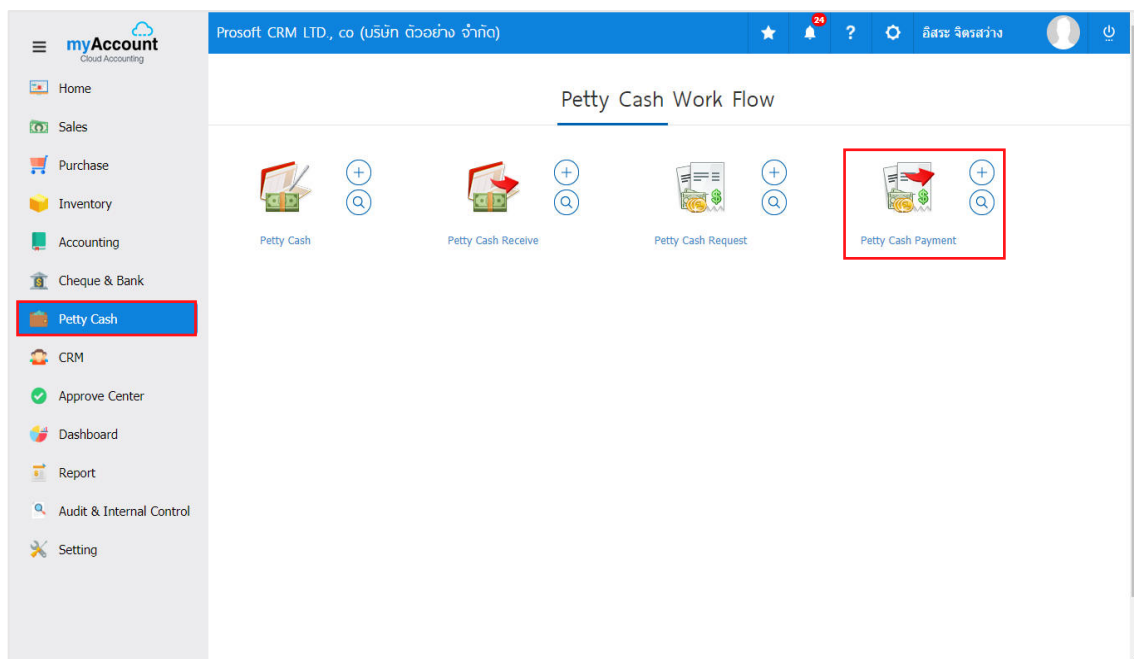 myAccount
Cloud Accounting
Prosoft CRM LTD., co (บริษัท ตัวอย่าง จำกัด)
24
?
อิสระ จิตรสว่าง
Home
Sales
Purchase
Inventory
Accounting
Cheque & Bank
Petty Cash
CRM
Approve Center
Dashboard
Report
Audit & Internal Control
Setting
Petty Cash Work Flow
Petty Cash
Petty Cash Receive
Petty Cash Request
Petty Cash Payment